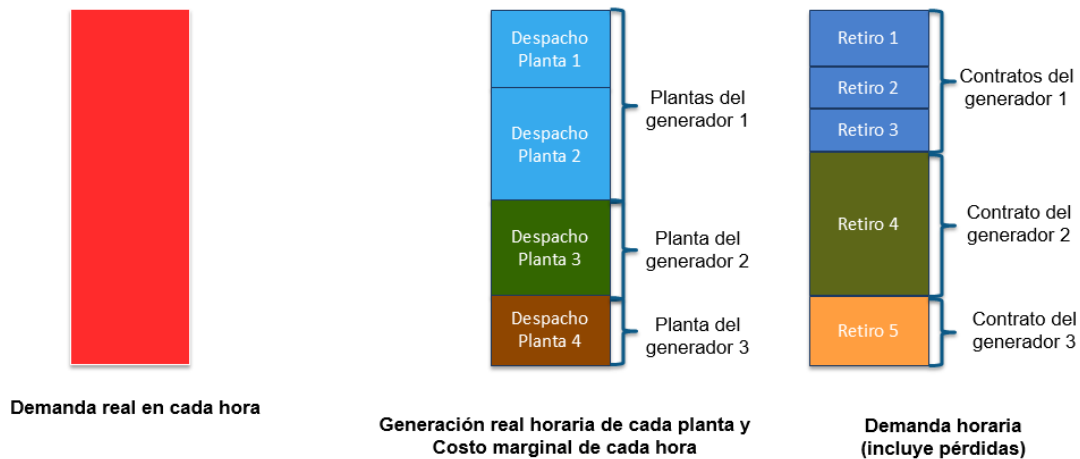 Demanda real en cada hora
Despacho
Planta 1
Despacho
Planta 2
Despacho
Planta 3
Despacho
Planta 4
Plantas del
generador 1
Planta del
generador 2
Planta del
generador 3
Generación real horaria de cada planta y
Costo marginal de cada hora
Retiro 1
Retiro 2
Retiro 3
Retiro 4
Retiro 5
Contratos del
generador 1
Contrato del
generador 2
Contrato del
generador 3
Demanda horaria
(incluye pérdidas)